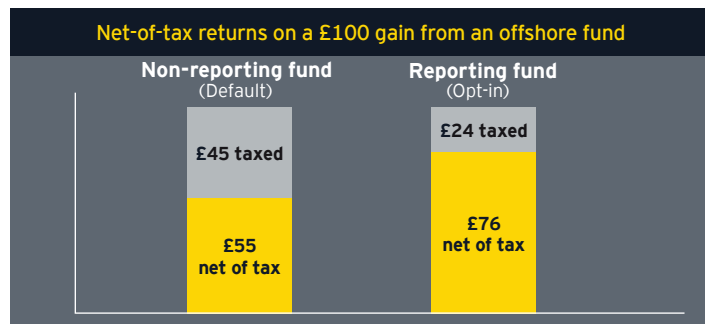 Net-of-tax returns on a £100 gain from an offshore fund
Non-reporting fund
(Default)
Reporting fund
(Opt-in)
£45 taxed
£55
net of tax
£24 taxed
£76
net of tax